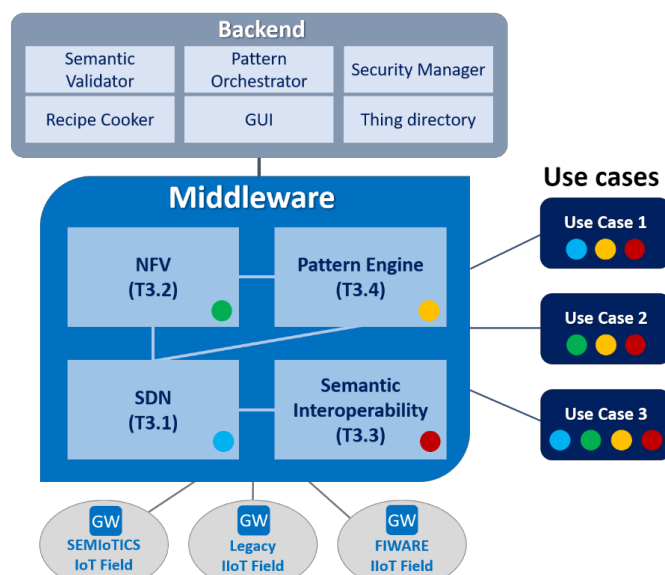 Backend
Semantic
Validator
Pattern
Orchestrator
Security Manager
Recipe Cooker
GUI
Thing directory
Middleware
NFV
(T3.2)
Pattern Engine
(T3.4)
SDN
(T3.1)
Semantic
Interoperability
(T3.3)
Use cases
Use Case 1
Use Case 2
Use Case 3
GW
SEMIoTICS
IoT Field
GW
Legacy
IIoT Field
GW
FIWARE
IIoT Field